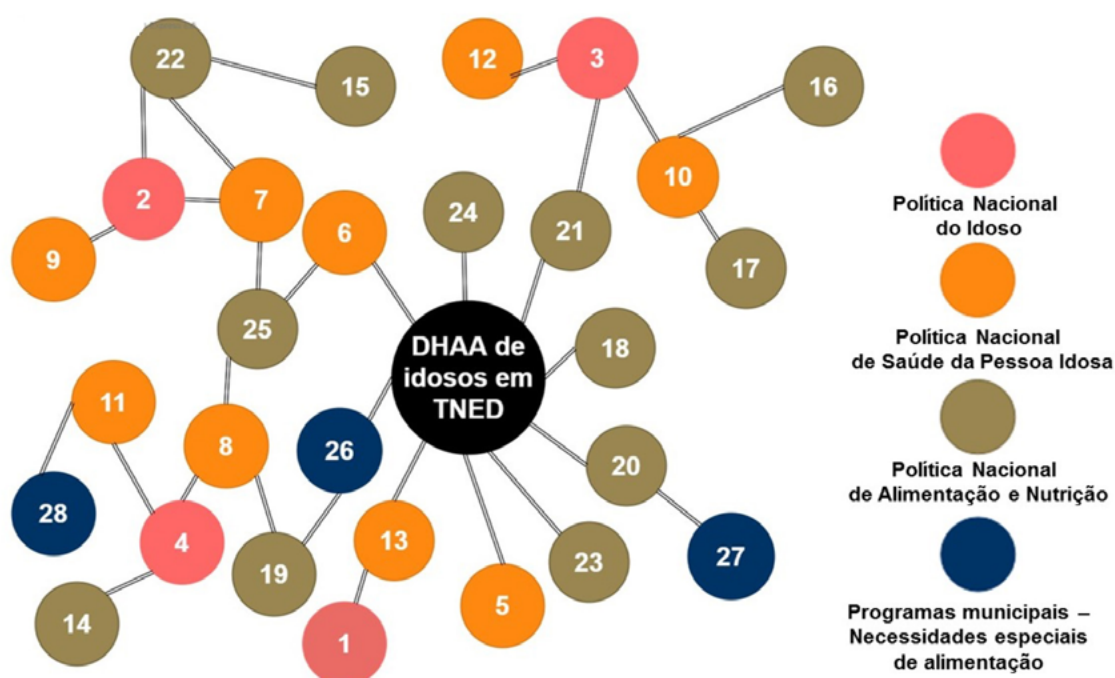 22
15
12
3
16
2
7
9
6
24
21
10
17
Política Nacional
do Idoso
25
DHAA de
idosos em
TNED
18
Política Nacional
de Saúde da Pessoa Idosa
11
8
26
20
28
4
19
13
5
23
27
Política Nacional
de Alimentação e Nutrição
14
1
Programas municipais –
Necessidades especiais
de alimentação